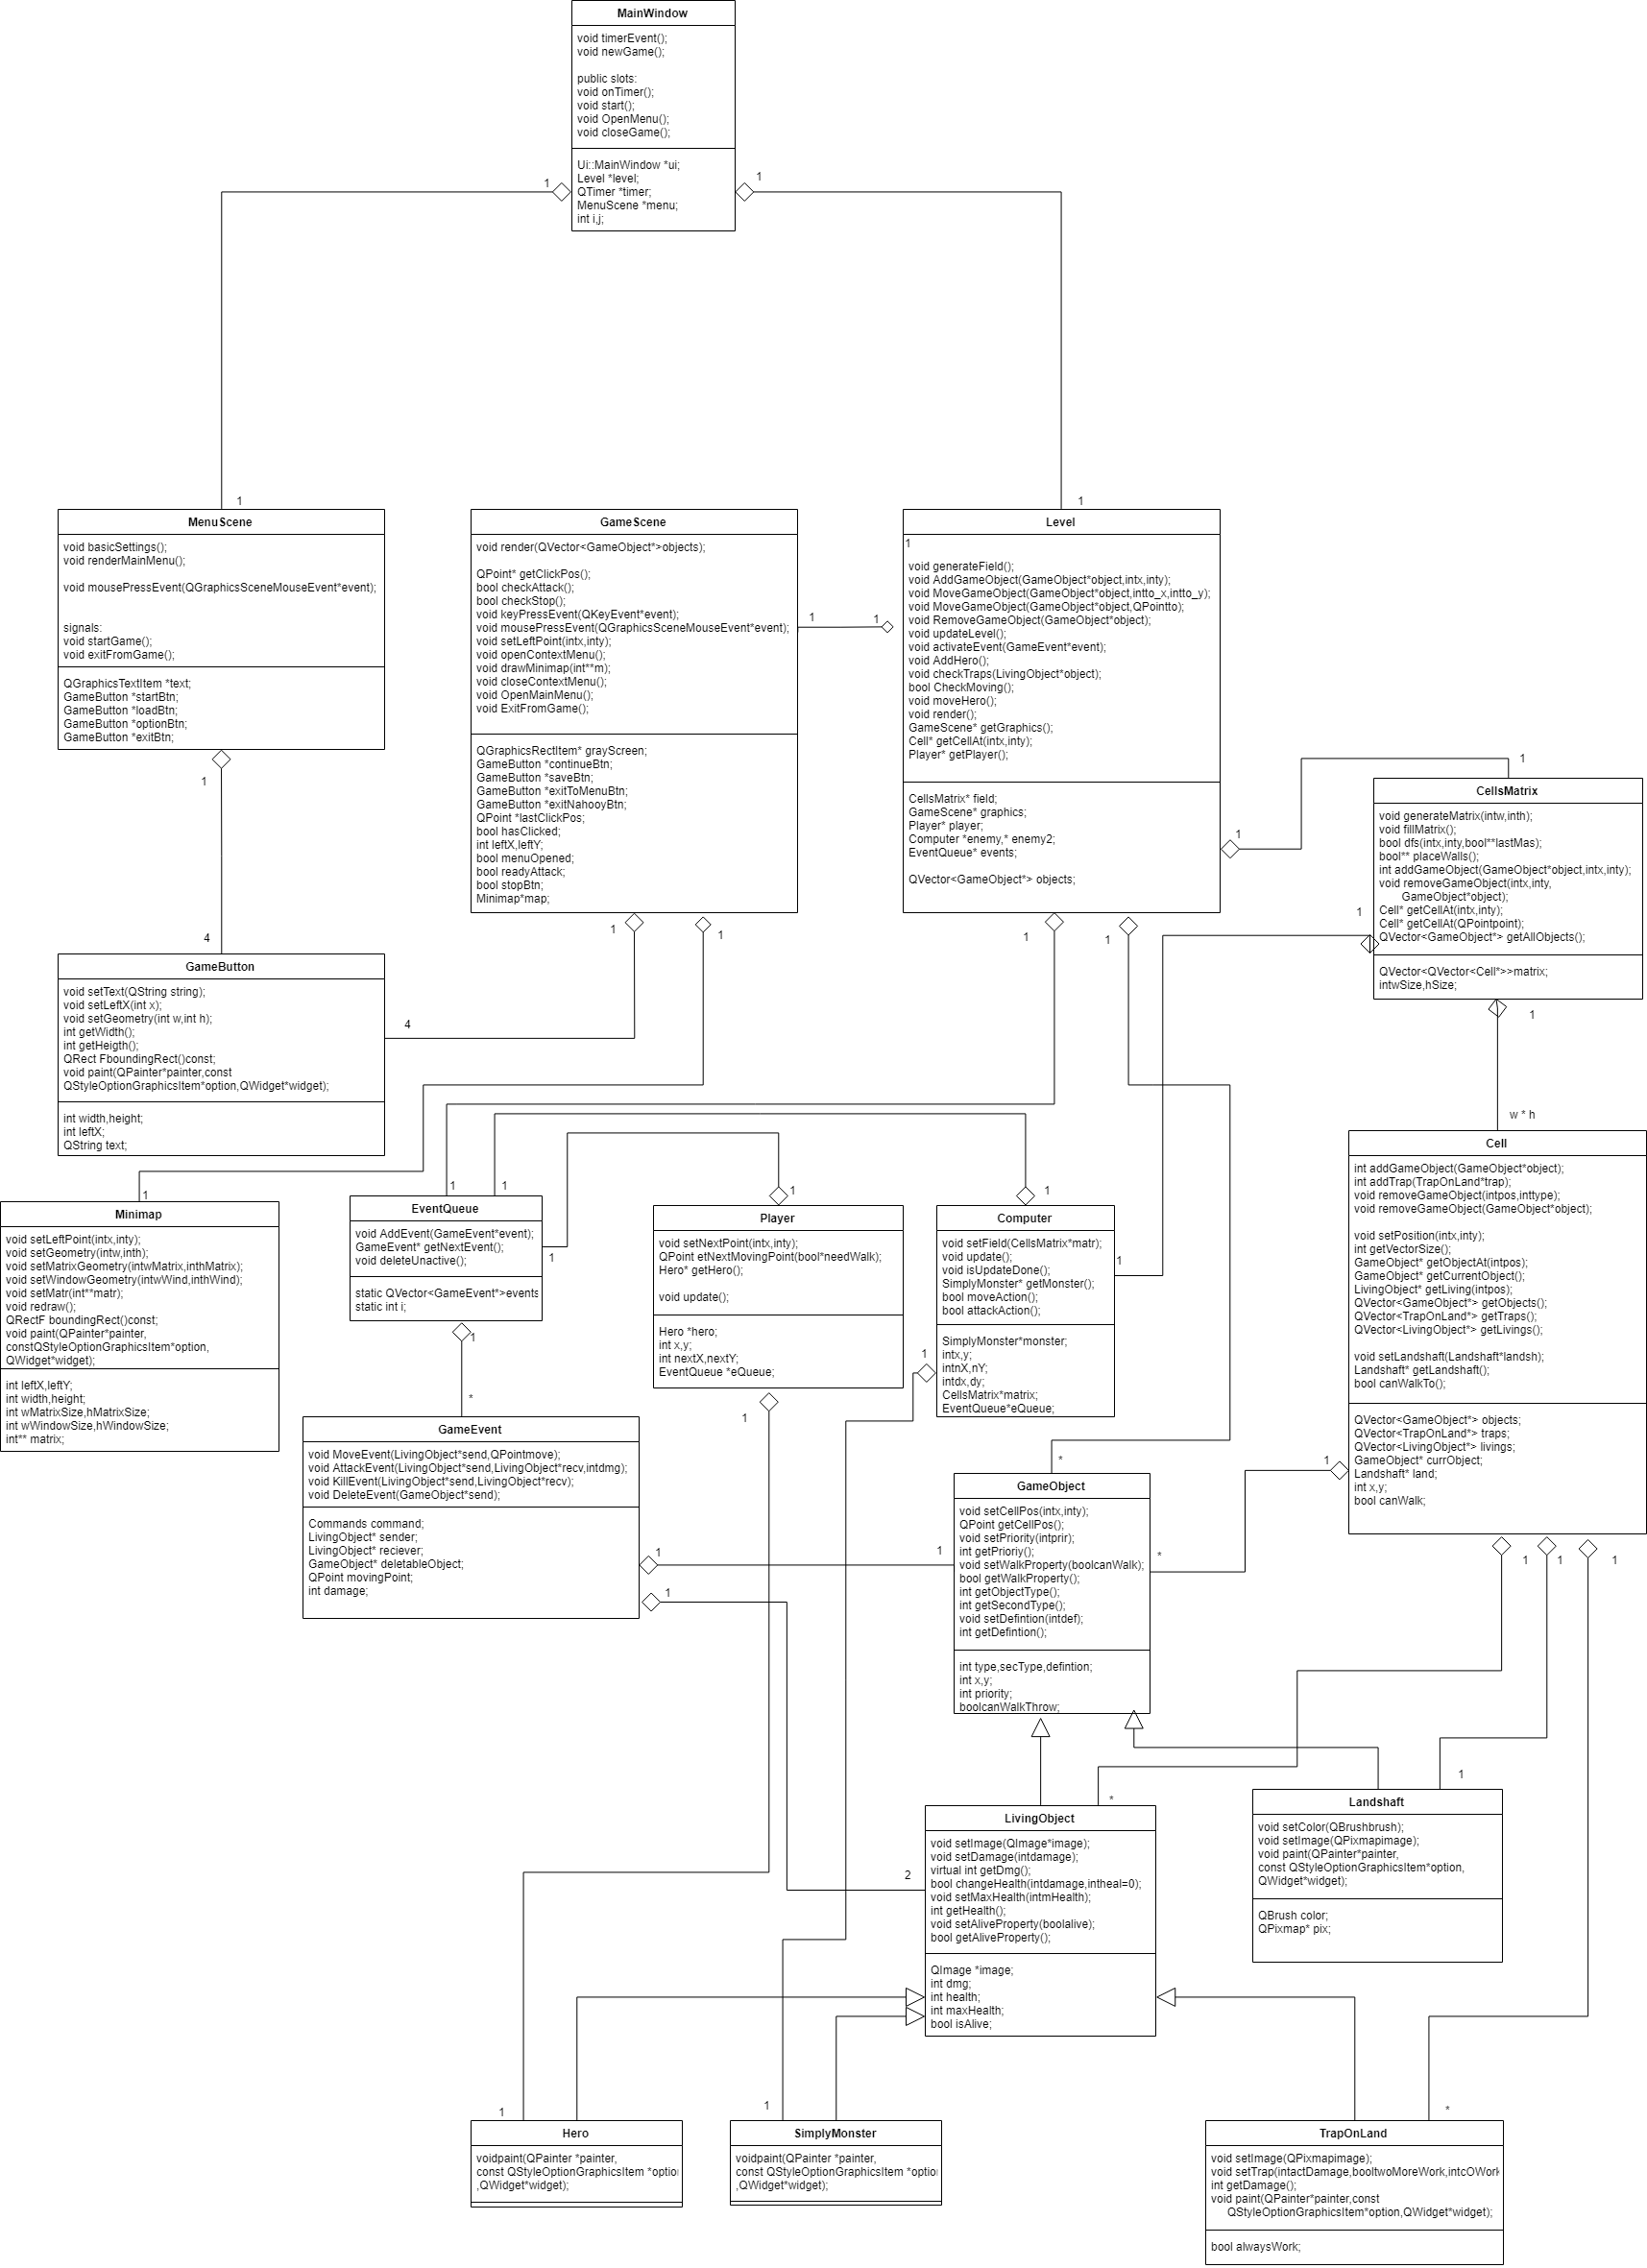 MainWindow
void timerEvent();
void newGame();
public slots:
void onTimer();
void start();
void OpenMenu();
void closeGame();
Ui::MainWindow *ui;
Level *level;
QTimer *timer;
MenuScene *menu;
int i,j;
1
1
1
1
MenuScene
void basicSettings();
void renderMainMenu();
void mousePressEvent(QGraphicsSceneMouseEvent*event);
signals:
void startGame();
void exitFromGame();
QGraphicsTextItem *text;
GameButton *startBtn;
GameButton *loadBtn;
GameButton *optionBtn;
GameButton *exitBtn;
1
4
GameScene
void render(QVector<GameObject*>objects);
QPoint* getClickPos();
bool checkAttack();
bool checkStop();
void keyPressEvent(QKeyEvent*event);
void mousePressEvent(QGraphicsSceneMouseEvent*event);
void setLeftPoint(intx,inty);
void openContextMenu();
void drawMinimap(int**m);
void closeContextMenu();
void OpenMainMenu();
void ExitFromGame();
QGraphicsRectItem* grayScreen;
GameButton *continueBtn;
GameButton *saveBtn;
GameButton *exitToMenuBtn;
GameButton *exitNahooyBtn;
QPoint *lastClickPos;
bool hasClicked;
int leftX,leftY;
bool menuOpened;
bool readyAttack;
bool stopBtn;
Minimap*map;
1
1
1
1
Level
1
void generateField();
void AddGameObject(GameObject*object,intx,inty);
void MoveGameObject(GameObject*object,intto_x,intto_y);
void MoveGameObject(GameObject*object,QPointto);
void RemoveGameObject(GameObject*object);
void updateLevel();
void activateEvent(GameEvent*event);
void AddHero();
void checkTraps(LivingObject*object);
bool CheckMoving();
void moveHero();
void render();
GameScene* getGraphics();
Cell* getCellAt(intx,inty);
Player* getPlayer();
CellsMatrix* field;
GameScene* graphics;
Player* player;
Computer *enemy,* enemy2;
EventQueue* events;
QVector<GameObject*> objects;
1
1
1
1
CellsMatrix
void generateMatrix(intw,inth);
void fillMatrix();
bool dfs(intx,inty,bool**lastMas);
bool** placeWalls();
int addGameObject(GameObject*object,intx,inty);
void removeGameObject(intx,inty,
GameObject*object);
Cell* getCellAt(intx,inty);
Cell* getCellAt(QPointpoint);
QVector<GameObject*> getAllObjects();
QVector<QVector<Cell*>>matrix;
intwSize,hSize;
1
1
w * h
GameButton
void setText(QString string);
void setLeftX(int x);
void setGeometry(int w,int h);
int getWidth();
int getHeigth();
QRect FboundingRect()const;
void paint(QPainter*painter,const
QStyleOptionGraphicsItem*option,QWidget*widget);
int width,height;
int leftX;
QString text;
4
Cell
int addGameObject(GameObject*object);
int addTrap(TrapOnLand*trap);
void removeGameObject(intpos,inttype);
void removeGameObject(GameObject*object);
void setPosition(intx,inty);
int getVectorSize();
GameObject* getObjectAt(intpos);
GameObject* getCurrentObject();
LivingObject* getLiving(intpos);
QVector<GameObject*> getObjects();
QVector<TrapOnLand*> getTraps();
QVector<LivingObject*> getLivings();
void setLandshaft(Landshaft*landsh);
Landshaft* getLandshaft();
bool canWalkTo();
QVector<GameObject*> objects;
QVector<TrapOnLand*> traps;
QVector<LivingObject*> livings;
GameObject* currObject;
Landshaft* land;
int x,y;
bool canWalk;
1
1
1
1
1
Minimap
void setLeftPoint(intx,inty);
void setGeometry(intw,inth);
void setMatrixGeometry(intwMatrix,inthMatrix);
void setWindowGeometry(intwWind,inthWind);
void setMatr(int**matr);
void redraw();
QRectF boundingRect()const;
void paint(QPainter*painter,
constQStyleOptionGraphicsItem*option,
QWidget*widget);
int leftX,leftY;
int width,height;
int wMatrixSize,hMatrixSize;
int wWindowSize,hWindowSize;
int** matrix;
1
1
EventQueue
void AddEvent(GameEvent*event);
GameEvent* getNextEvent();
void deleteUnactive();
static QVector<GameEvent*>events
static int i;
1
1
*
1
Player
void setNextPoint(intx,inty);
QPoint etNextMovingPoint(bool*needWalk);
Hero* getHero();
void update();
Hero *hero;
int x,y;
int nextX,nextY;
EventQueue *eQueue;
1
1
Computer
void setField(CellsMatrix*matr);
void update();
void isUpdateDone();
SimplyMonster* getMonster();
bool moveAction();
bool attackAction();
SimplyMonster*monster;
intx,y;
intnX,nY;
intdx,dy;
CellsMatrix*matrix;
EventQueue*eQueue;
1
1
GameEvent
void MoveEvent(LivingObject*send,QPointmove);
void AttackEvent(LivingObject*send,LivingObject*recv,intdmg);
void KillEvent(LivingObject*send,LivingObject*recv);
void DeleteEvent(GameObject*send);
Commands command;
LivingObject* sender;
LivingObject* reciever;
GameObject* deletableObject;
QPoint movingPoint;
int damage;
1
1
1
*
GameObject
void setCellPos(intx,inty);
QPoint getCellPos();
void setPriority(intprir);
int getPrioriy();
void setWalkProperty(boolcanWalk);
bool getWalkProperty();
int getObjectType();
int getSecondType();
void setDefintion(intdef);
int getDefintion();
int type,secType,defintion;
int x,y;
int priority;
boolcanWalkThrow;
*
*
LivingObject
void setImage(QImage*image);
void setDamage(intdamage);
virtual int getDmg();
bool changeHealth(intdamage,intheal=0);
void setMaxHealth(intmHealth);
int getHealth();
void setAliveProperty(boolalive);
bool getAliveProperty();
QImage *image;
int dmg;
int health;
int maxHealth;
bool isAlive;
2
1
Landshaft
void setColor(QBrushbrush);
void setImage(QPixmapimage);
void paint(QPainter*painter,
const QStyleOptionGraphicsItem*option,
QWidget*widget);
QBrush color;
QPixmap* pix;
1
Hero
voidpaint(QPainter *painter,
const QStyleOptionGraphicsItem *optio
,QWidget*widget);
1
SimplyMonster
voidpaint(QPainter *painter,
const QStyleOptionGraphicsItem *optio
,QWidget*widget);
*
TrapOnLand
void setImage(QPixmapimage);
void setTrap(intactDamage,booltwoMoreWork,intcOWork
int getDamage();
void paint(QPainter*painter,const
QStyleOptionGraphicsItem*option,QWidget*widget);
bool alwaysWork;